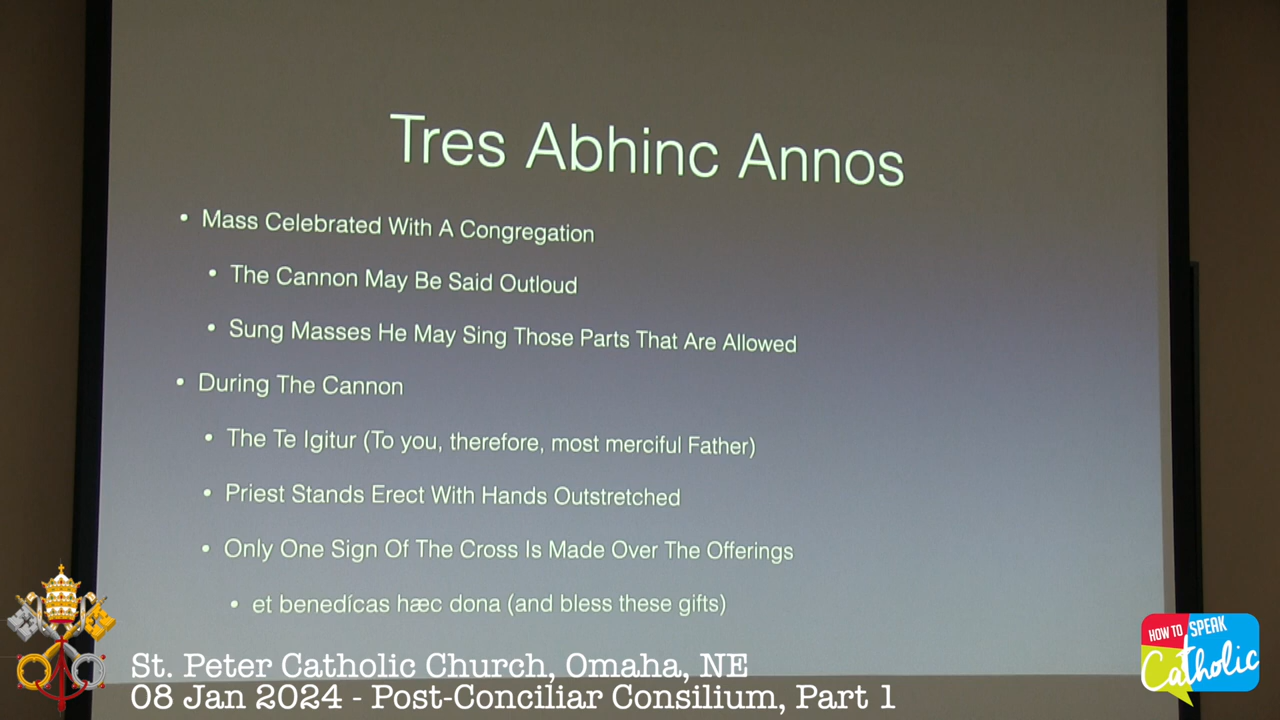 Tres Abhinc Annos
• Mass Celebrated With A Congregation
• The Cannon May Be Said Outloud
• Sung Masses He May Sing Those Parts That Are Allowed
• During The Cannon
• The Te Igitur (To you, therefore, most merciful Father)
• Priest Stands Erect With Hands Outstretched
• Only One Sign Of The Cross Is Made Over The Offerings
• et benedícas hæc dona (and bless these gifts)
St. Peter Catholic Church, Omaha, NE
08 Jan 2024 - Post-Conciliar Consilium, Part 1
HOW TO SPEAK
Catholic